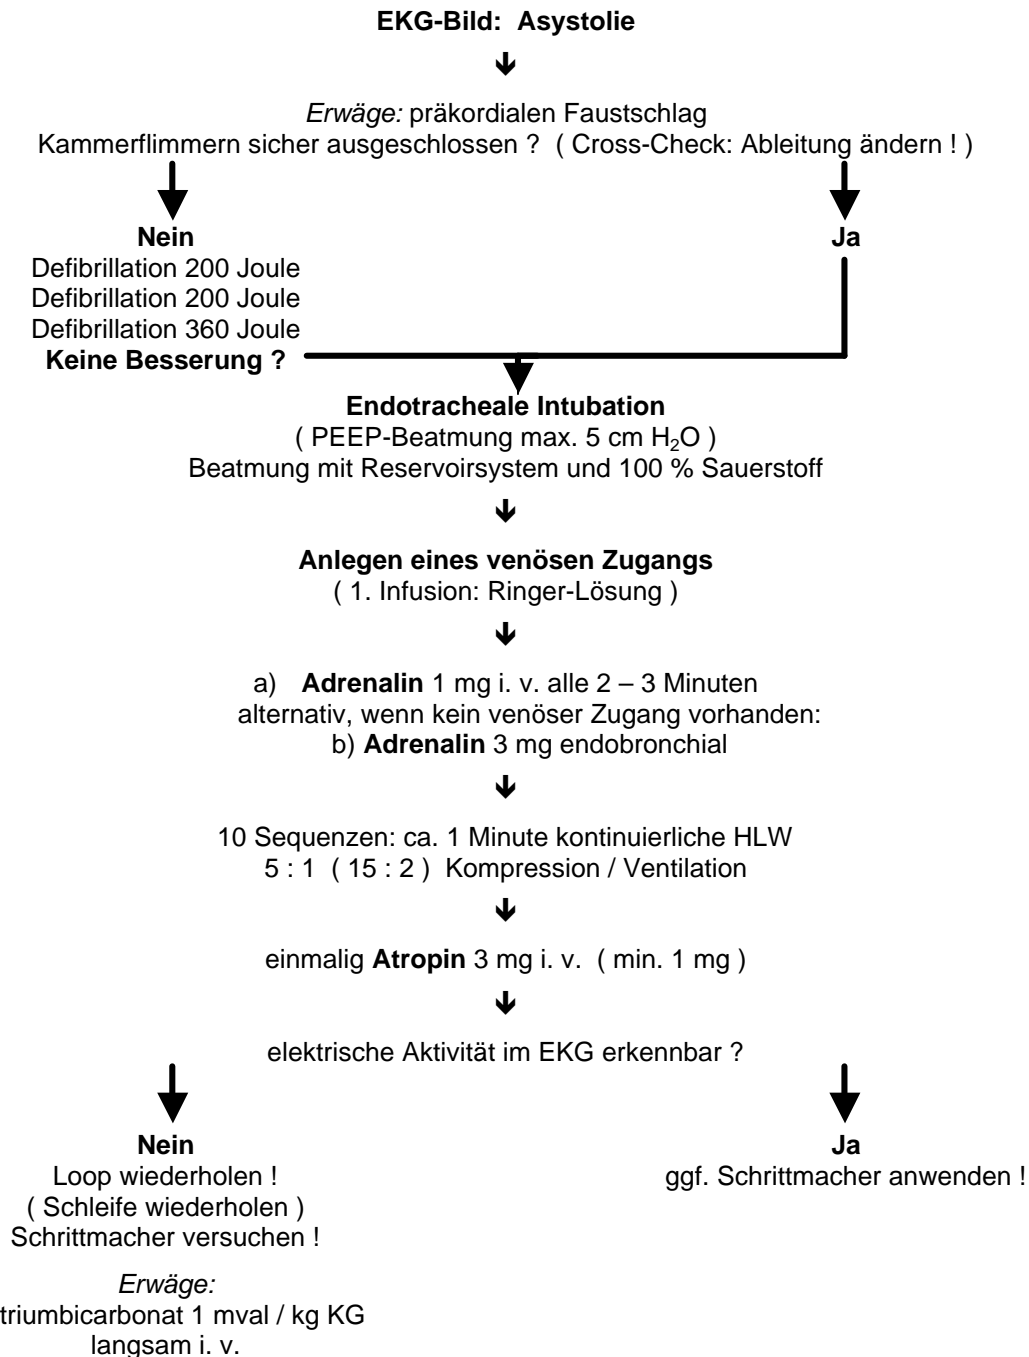 EKG-Bild: Asystolie
Erwäge: präkordialen Faustschlag
Kammerflimmern sicher ausgeschlossen ? ( Cross-Check: Ableitung ändern ! )
Nein
Defibrillation 200 Joule
Defibrillation 200 Joule
Defibrillation 360 Joule
Keine Besserung ?
Ja
Endotracheale Intubation
( PEEP-Beatmung max. 5 cm H₂O )
Beatmung mit Reservoirsystem und 100 % Sauerstoff
Anlegen eines venösen Zugangs
( 1. Infusion: Ringer-Lösung )
a) Adrenalin 1 mg i. v. alle 2 – 3 Minuten
alternativ, wenn kein venöser Zugang vorhanden:
b) Adrenalin 3 mg endobronchial
10 Sequenzen: ca. 1 Minute kontinuierliche HLW
5 : 1 ( 15 : 2 ) Kompression / Ventilation
einmalig Atropin 3 mg i. v. ( min. 1 mg )
elektrische Aktivität im EKG erkennbar ?
Nein
Loop wiederholen !
( Schleife wiederholen )
Schrittmacher versuchen !
Erwäge:
triumbicarbonat 1 mval / kg KG
langsam i. v.
Ja
ggf. Schrittmacher anwenden !